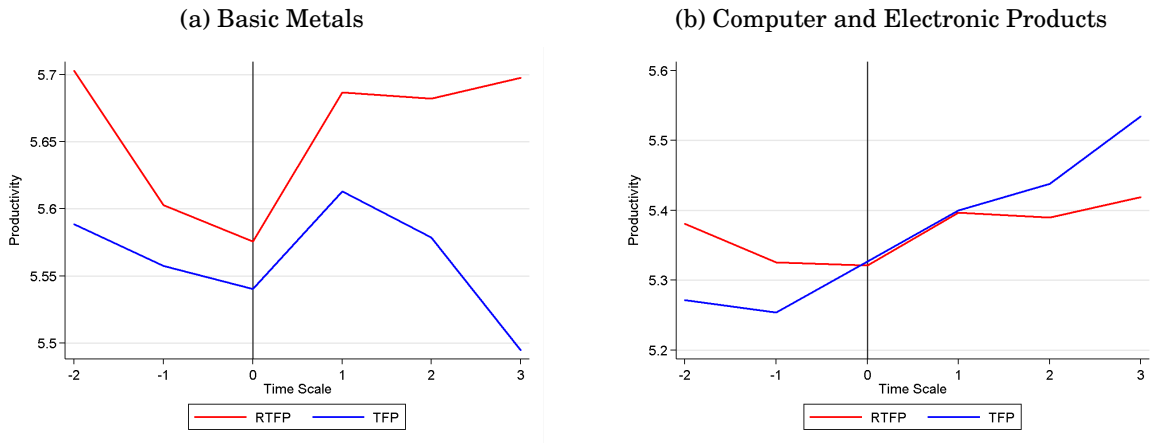 (a) Basic Metals
5.7
5.65
5.6
5.55
5.5
Productivity
-2 -1 0 1 2 3
Time Scale
RTFP TFP
(b) Computer and Electronic Products
5.6
5.5
5.4
5.3
5.2
Productivity
-2 -1 0 1 2 3
Time Scale
RTFP TFP